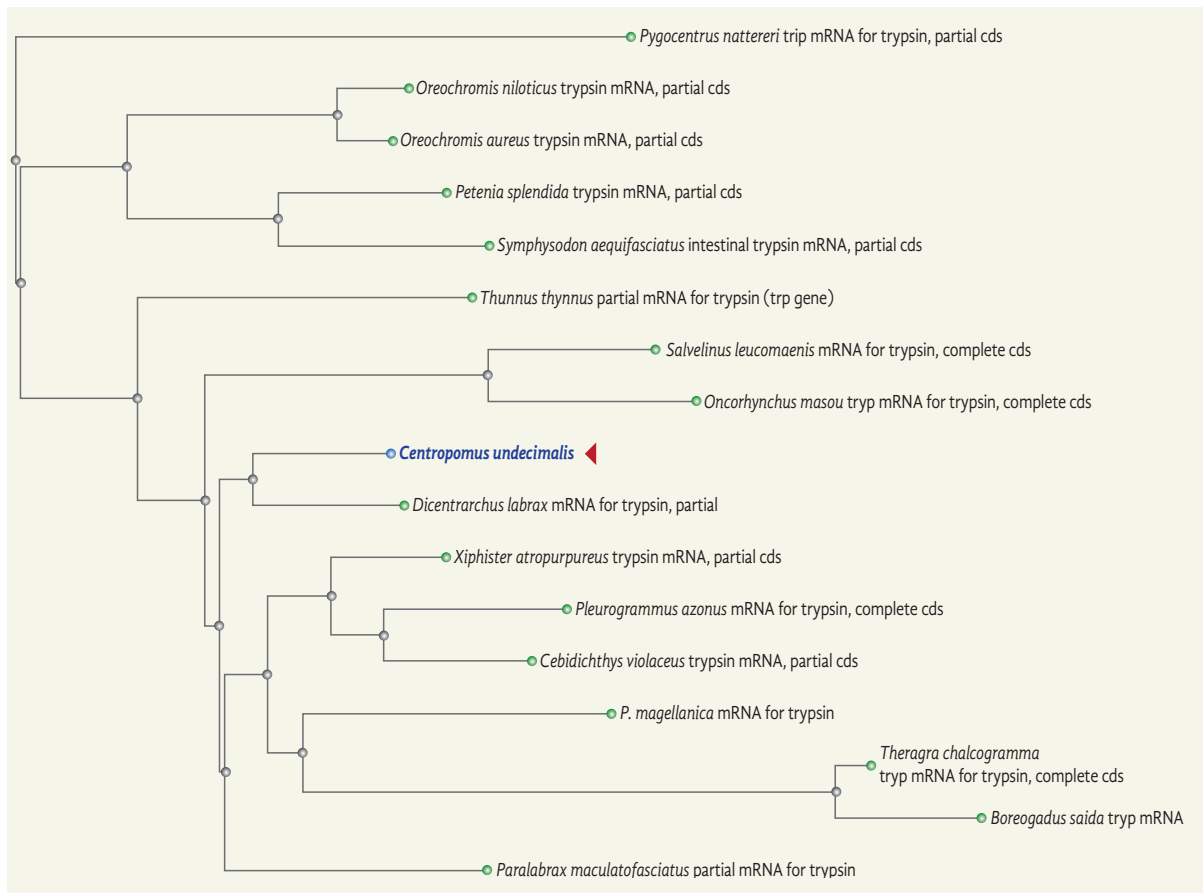 Pygocentrus nattereri trip mRNA for trypsin, partial cds
Oreochromis niloticus trypsin mRNA, partial cds
Oreochromis aureus trypsin mRNA, partial cds
Petenia splendida trypsin mRNA, partial cds
Symphysodon aequifasciatus intestinal trypsin mRNA, partial cds
Thunnus thynnus partial mRNA for trypsin (trp gene)
Salvelinus leucomaenis mRNA for trypsin, complete cds
Oncorhynchus masou tryp mRNA for trypsin, complete cds
Centropomus undecimalis
Dicentrarchus labrax mRNA for trypsin, partial
Xiphister atropurpureus trypsin mRNA, partial cds
Pleurogrammus azonus mRNA for trypsin, complete cds
Cebidichthys violaceus trypsin mRNA, partial cds
P. magellanica mRNA for trypsin
Theragra chalcogramma
tryp mRNA for trypsin, complete cds
Boreogadus saida tryp mRNA
Paralabrax maculatofasciatus partial mRNA for trypsin